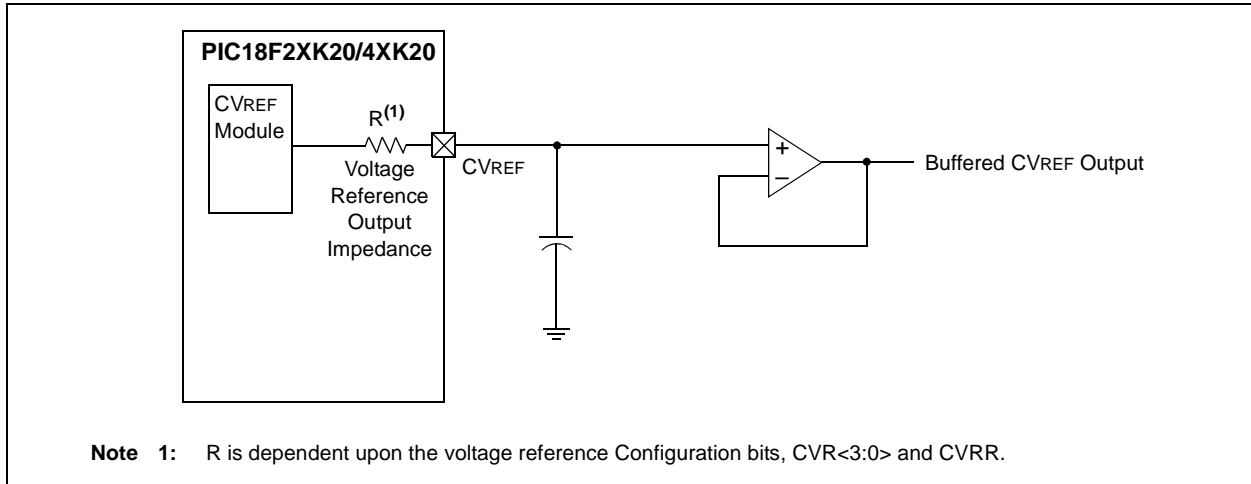 PIC18F2XK20/4XK20
CVREF
Module
R(1)
Voltage
Reference
Output
Impedance
CVREF
+
–
Buffered CVREF Output
Note 1: R is dependent upon the voltage reference Configuration bits, CVR<3:0> and CVRR.